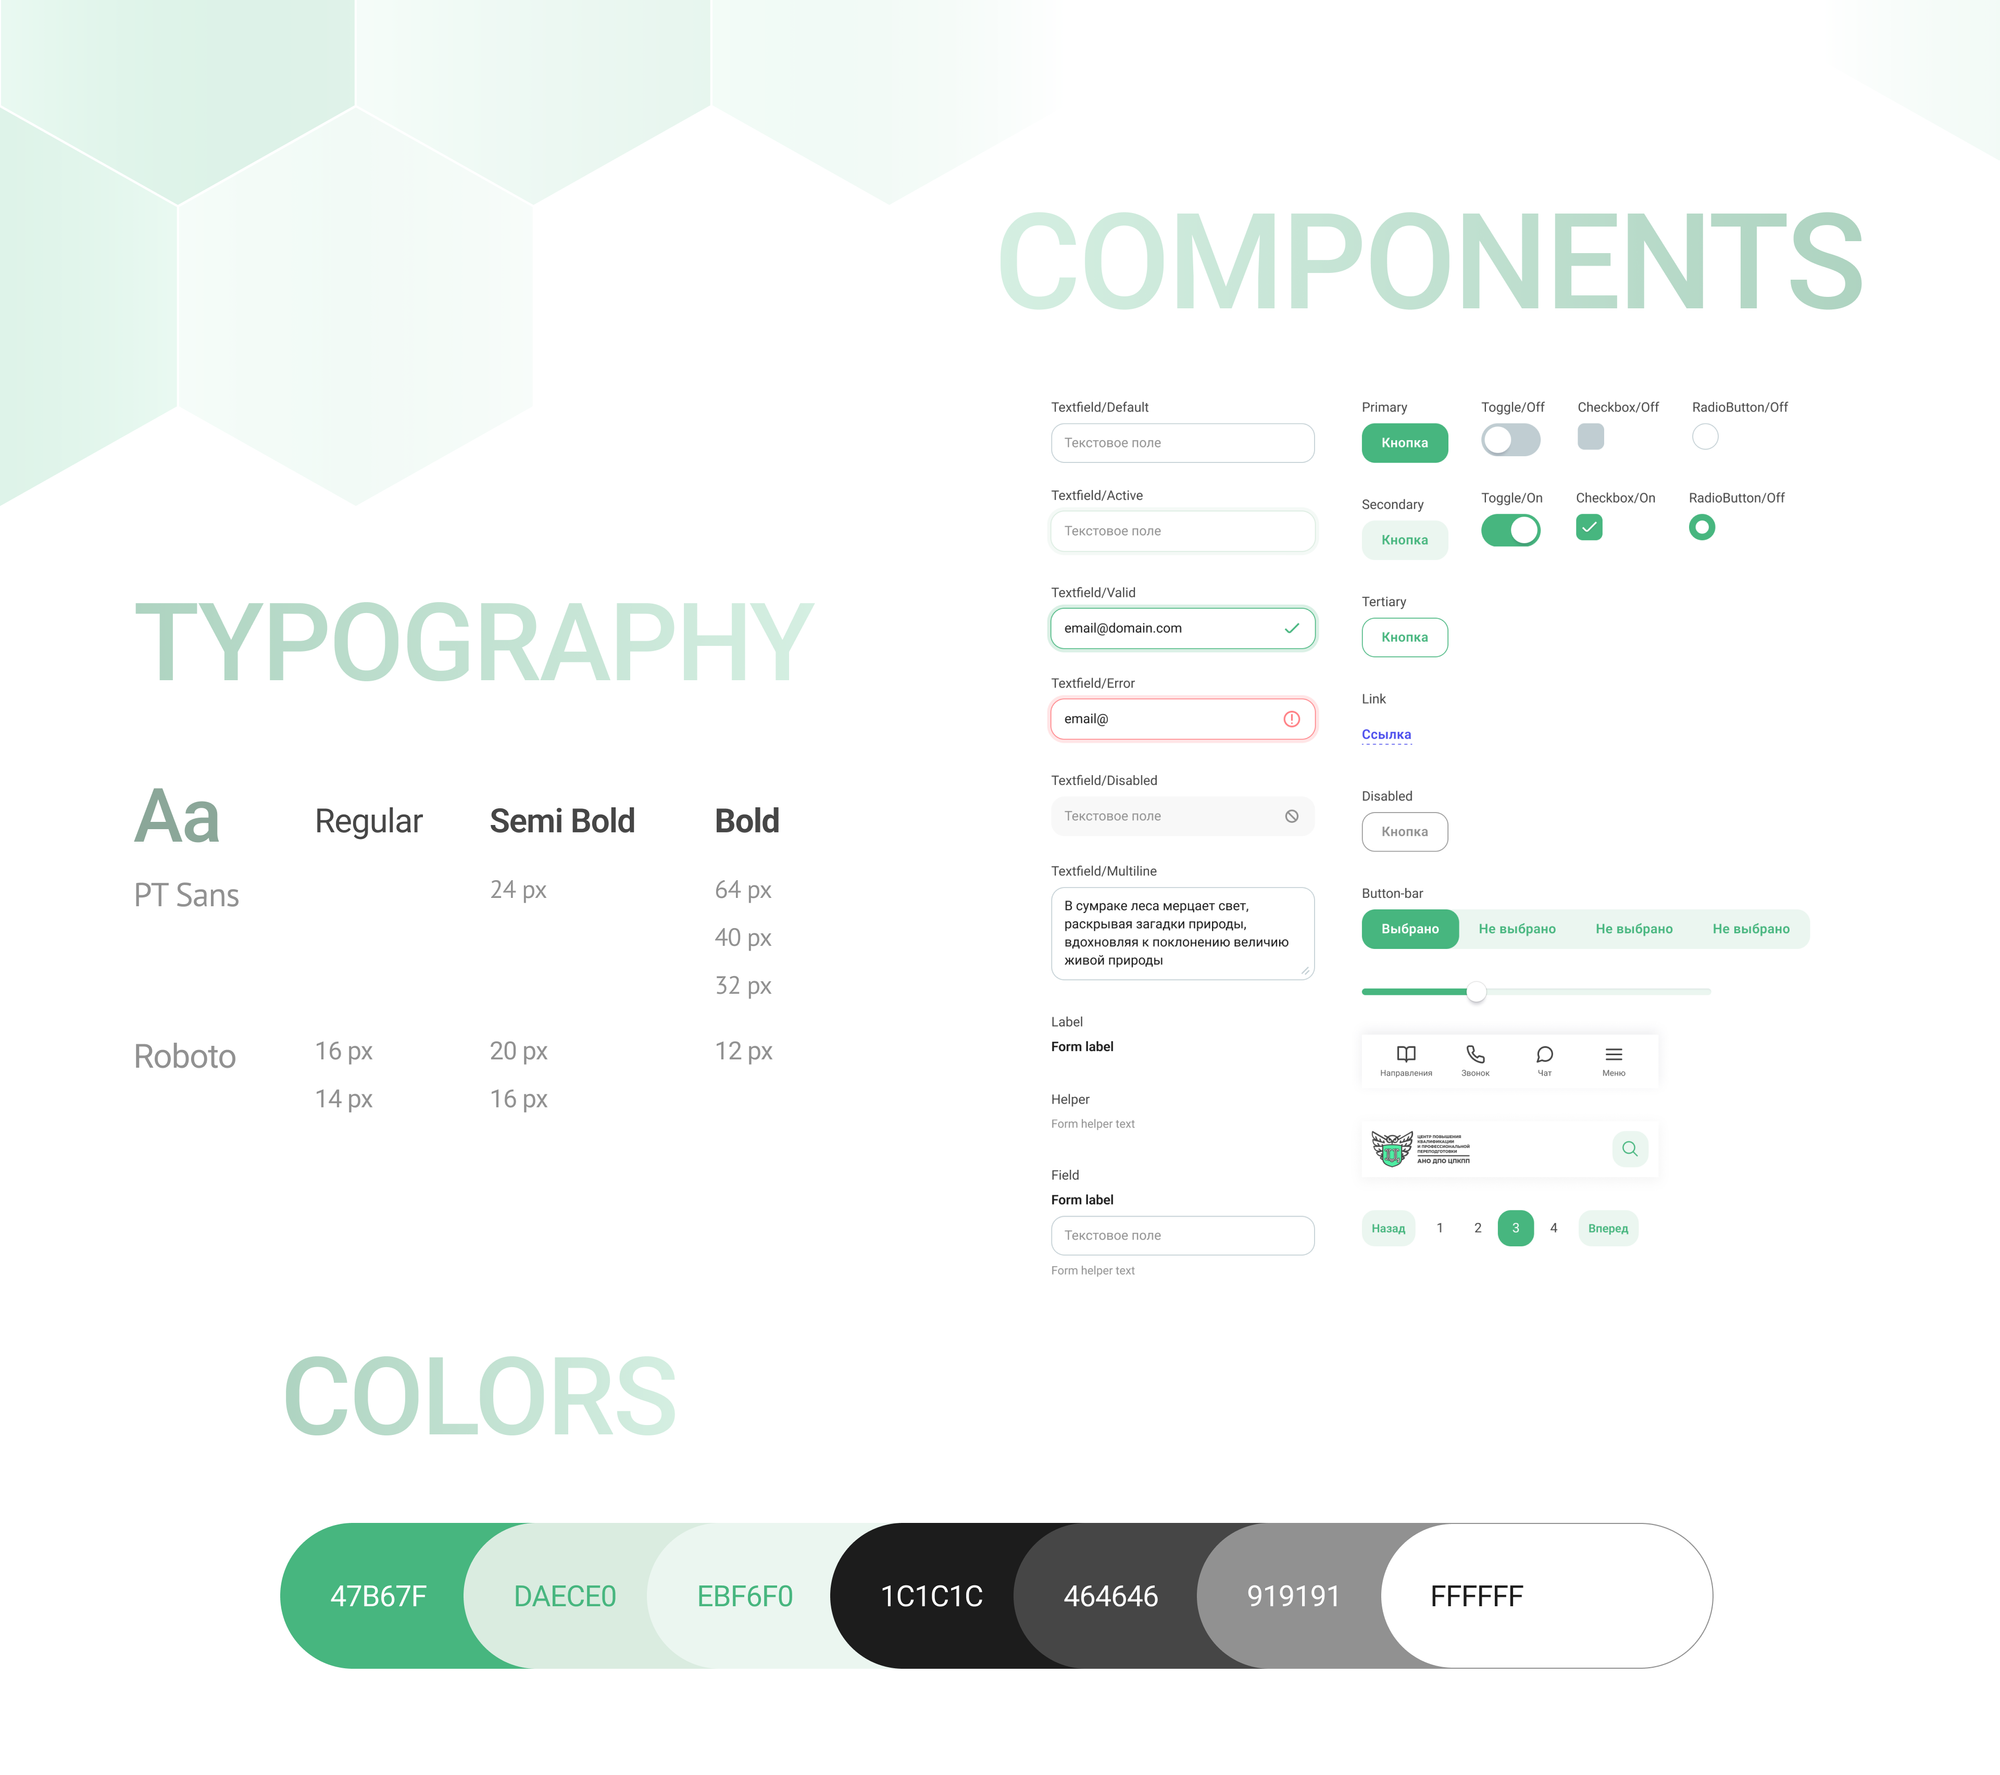 COMPONENTS
TYPOGRAPHY
Aa
Regular
Semi Bold
Bold
PT Sans
24 px
64 px
40 px
32 px
Roboto
16 px
20 px
12 px
14 px
16 px
Textfield/Default
Текстовое поле
Textfield/Active
Текстовое поле
Textfield/Valid
email@domain.com
Textfield/Error
email@
Textfield/Disabled
Текстовое поле
Textfield/Multiline
В сумраке леса мерцает свет,
раскрывая загадки природы,
вдохновляя к поклонению величию
живой природы
Label
Form label
Helper
Form helper text
Field
Form label
Текстовое поле
Form helper text
Primary
Кнопка
Secondary
Кнопка
Tertiary
Кнопка
Link
Ссылка
Disabled
Кнопка
Toggle/Off
Checkbox/Off
RadioButton/Off
Toggle/On
Checkbox/On
RadioButton/Off
Button-bar
Выбрано
Не выбрано
Не выбрано
Не выбрано
Направления
Звонок
Чат
Меню
ЦЕНТР ПОВЫШЕНИЯ
КВАЛИФИКАЦИИ
И ПРОФЕССИОНАЛЬНОЙ
ПЕРЕПОДГОТОВКИ
АНО ДПО ЦПКПП
Назад
1
2
3
4
Вперед
COLORS
47B67F
DAECE0
EBF6F0
1C1C1C
464646
919191
FFFFFF